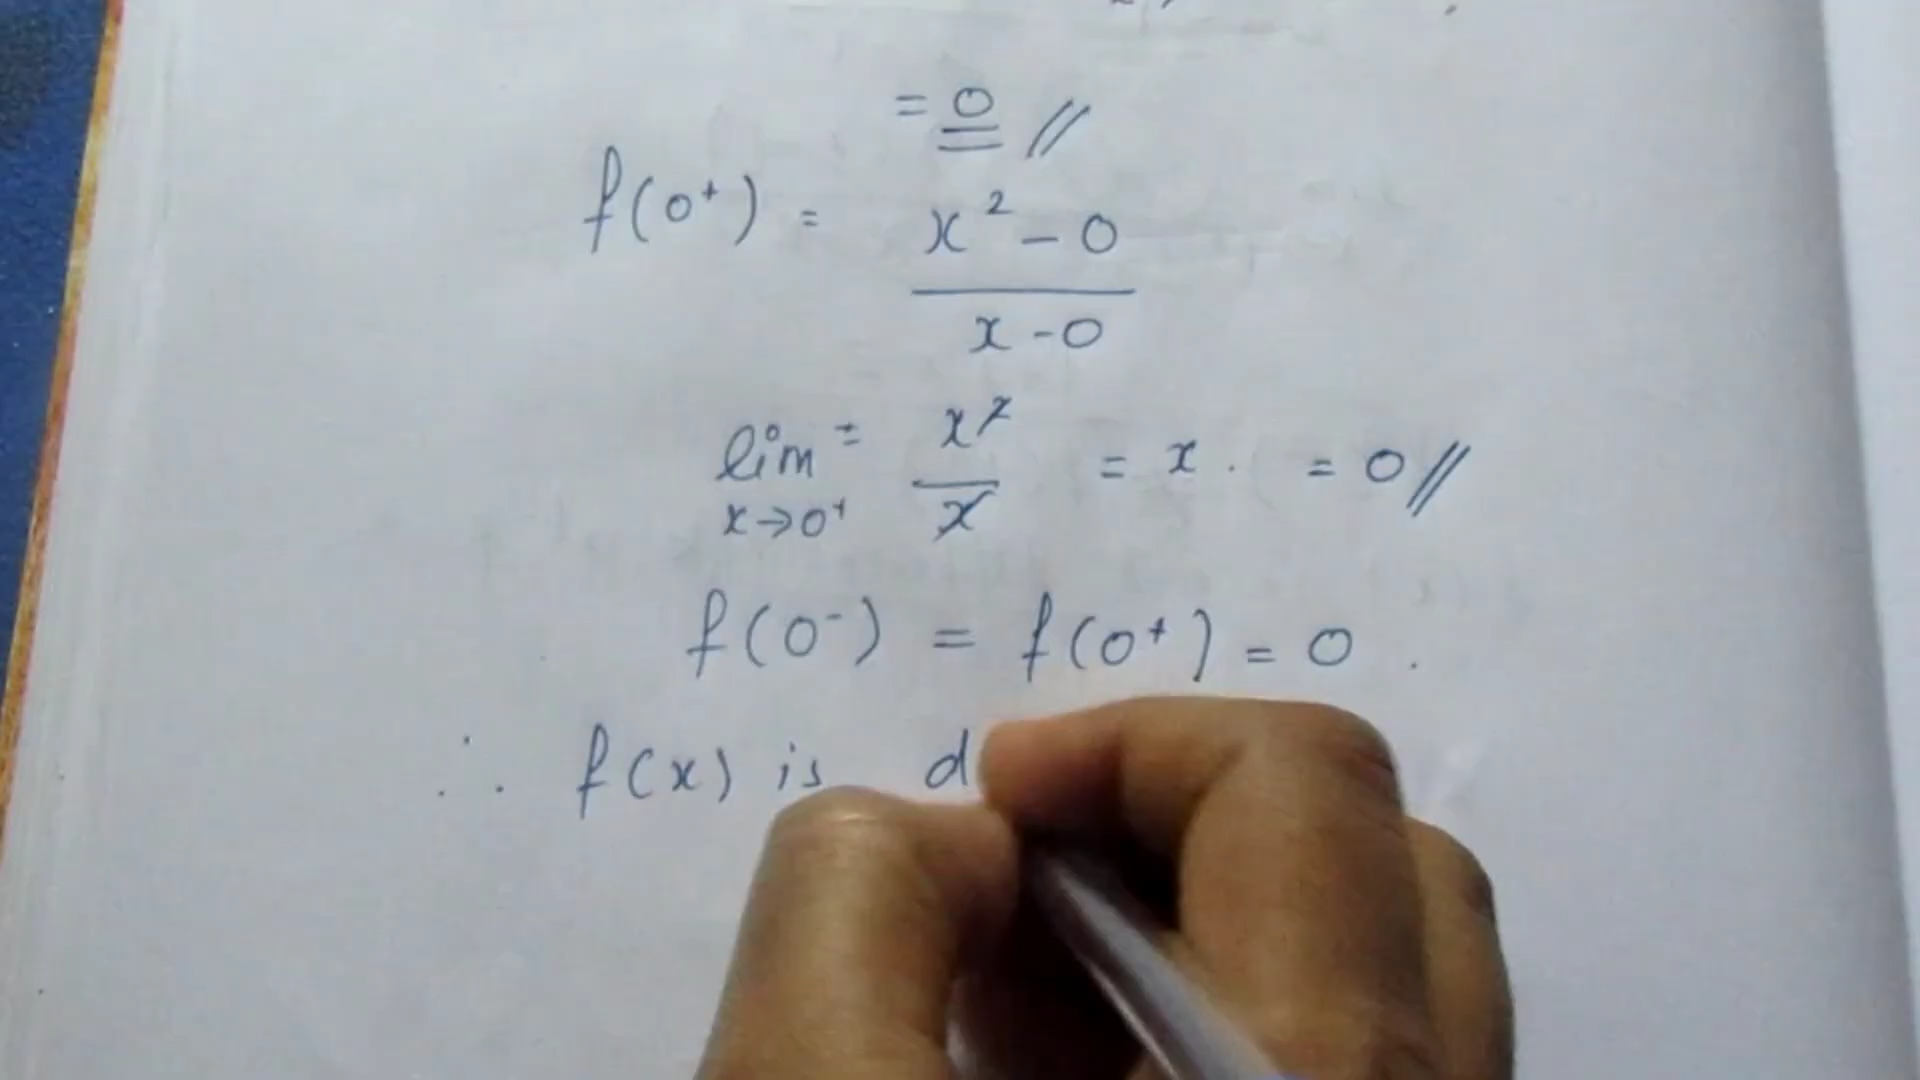 = 0 //
f(0⁺) = x² - 0
x - 0
lim = x² = x . = 0 //
x→0⁺ x
f(0⁻) = f(0⁺) = 0 .
∴ f(x) is d